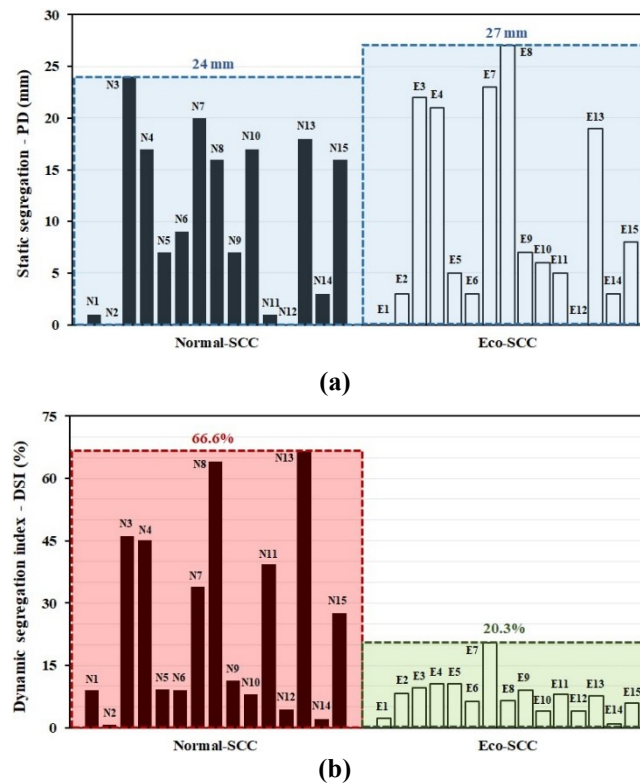 30
25
20
15
10
5
0
Static segregation - PD (mm)
24 mm
27 mm
N1
N2
N3
N4
N5
N6
N7
N8
N9
N10
N11
N12
N13
N14
N15
E1
E2
E3
E4
E5
E6
E7
E8
E9
E10
E11
E12
E13
E14
E15
Normal-SCC
Eco-SCC
(a)
75
60
45
30
15
0
Dynamic segregation index - DSI (%)
66.6%
20.3%
N1
N2
N3
N4
N5
N6
N7
N8
N9
N10
N11
N12
N13
N14
N15
E1
E2
E3
E4
E5
E6
E7
E8
E9
E10
E11
E12
E13
E14
E15
Normal-SCC
Eco-SCC
(b)